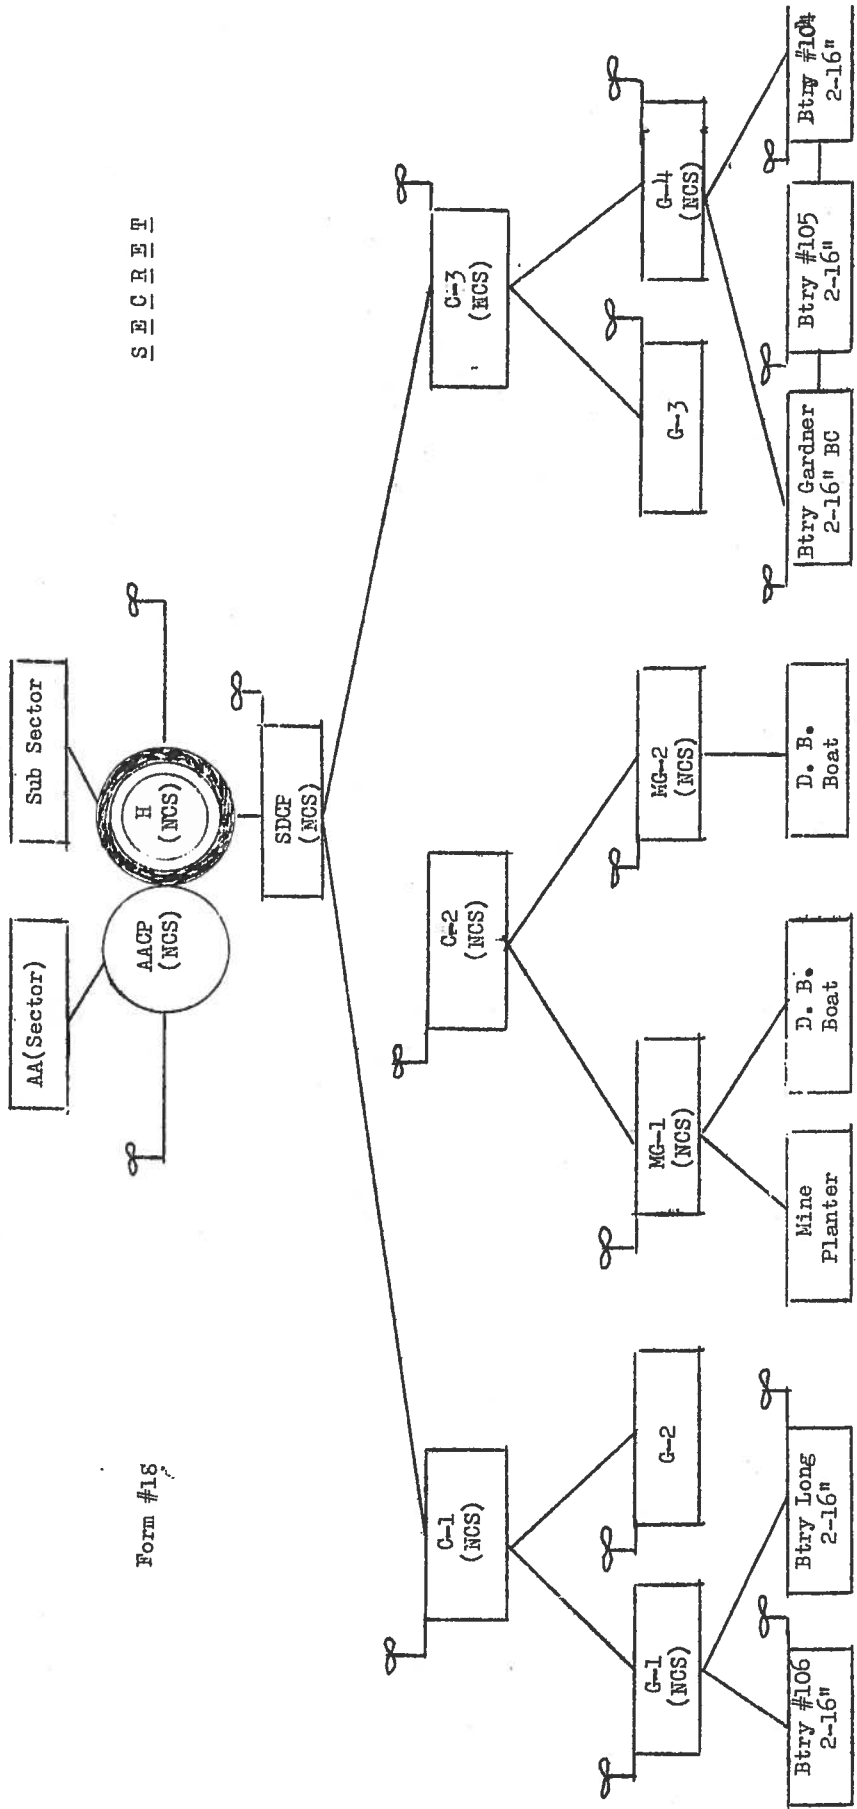 SECRET
Form #18
AA(Sector)
Sub Sector
AACP
(NCS)
H
(NCS)
SDCP
(NCS)
C-1
(NCS)
C-2
(NCS)
C-3
(NCS)
G-1
(NCS)
G-2
MG-1
(NCS)
MG-2
(NCS)
G-3
G-4
(NCS)
Btry #106
2-16"
Btry Long
2-16"
Mine
Planter
D. B.
Boat
D. B.
Boat
Btry Gardner
2-16" BC
Btry #105
2-16"
Btry #104
2-16"